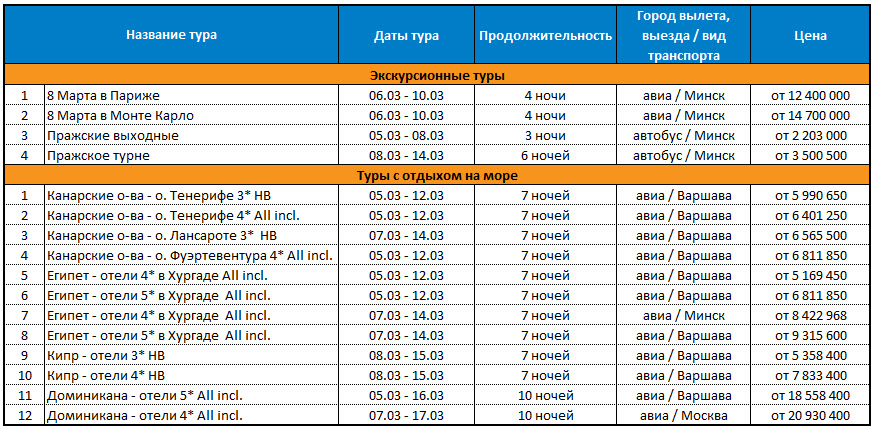 Название тура Даты тура Продолжительность Город вылета, выезда / вид транспорта Цена
Экскурсионные туры
1 8 Марта в Париже 06.03 - 10.03 4 ночи авиа / Минск от 12 400 000
2 8 Марта в Монте Карло 06.03 - 10.03 4 ночи авиа / Минск от 14 700 000
3 Пражские выходные 05.03 - 08.03 3 ночи автобус / Минск от 2 203 000
4 Пражское турне 08.03 - 14.03 6 ночей автобус / Минск от 3 500 500
Туры с отдыхом на море
1 Канарские о-ва - о. Тенерифе 3* HB 05.03 - 12.03 7 ночей авиа / Варшава от 5 990 650
2 Канарские о-ва - о. Тенерифе 4* All incl. 05.03 - 12.03 7 ночей авиа / Варшава от 6 401 250
3 Канарские о-ва - о. Лансароте 3* HB 07.03 - 14.03 7 ночей авиа / Варшава от 6 565 500
4 Канарские о-ва - о. Фуэртевентура 4* All incl. 05.03 - 12.03 7 ночей авиа / Варшава от 6 811 850
5 Египет - отели 4* в Хургаде All incl. 05.03 - 12.03 7 ночей авиа / Варшава от 5 169 450
6 Египет - отели 5* в Хургаде All incl. 05.03 - 12.03 7 ночей авиа / Варшава от 6 811 850
7 Египет - отели 4* в Хургаде All incl. 07.03 - 14.03 7 ночей авиа / Минск от 8 422 968
8 Египет - отели 5* в Хургаде All incl. 07.03 - 14.03 7 ночей авиа / Варшава от 9 315 600
9 Кипр - отели 3* HB 08.03 - 15.03 7 ночей авиа / Варшава от 5 358 400
10 Кипр - отели 4* HB 08.03 - 15.03 7 ночей авиа / Варшава от 7 833 400
11 Доминикана - отели 5* All incl. 05.03 - 16.03 10 ночей авиа / Варшава от 18 558 400
12 Доминикана - отели 4* All incl. 07.03 - 17.03 10 ночей авиа / Москва от 20 930 400